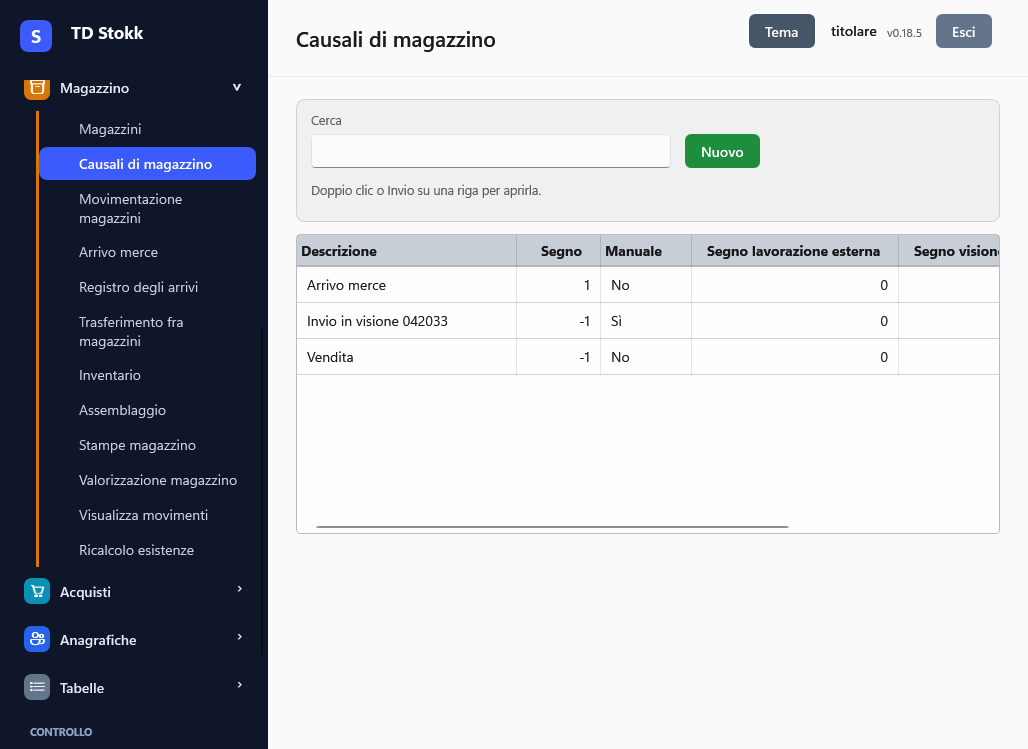 S
TD Stokk
Magazzino
Magazzini
Causali di magazzino
Movimentazione
magazzini
Arrivo merce
Registro degli arrivi
Trasferimento fra
magazzini
Inventario
Assemblaggio
Stampe magazzino
Valorizzazione magazzino
Visualizza movimenti
Ricalcolo esistenze
Acquisti
Anagrafiche
Tabelle
CONTROLLO
Causali di magazzino
Tema
titolare
v0.18.5
Esci
Cerca
Nuovo
Doppio clic o Invio su una riga per aprirla.
Descrizione Segno Manuale Segno lavorazione esterna Segno vision
Arrivo merce 1 No 0
Invio in visione 042033 -1 Sì 0
Vendita -1 No 0